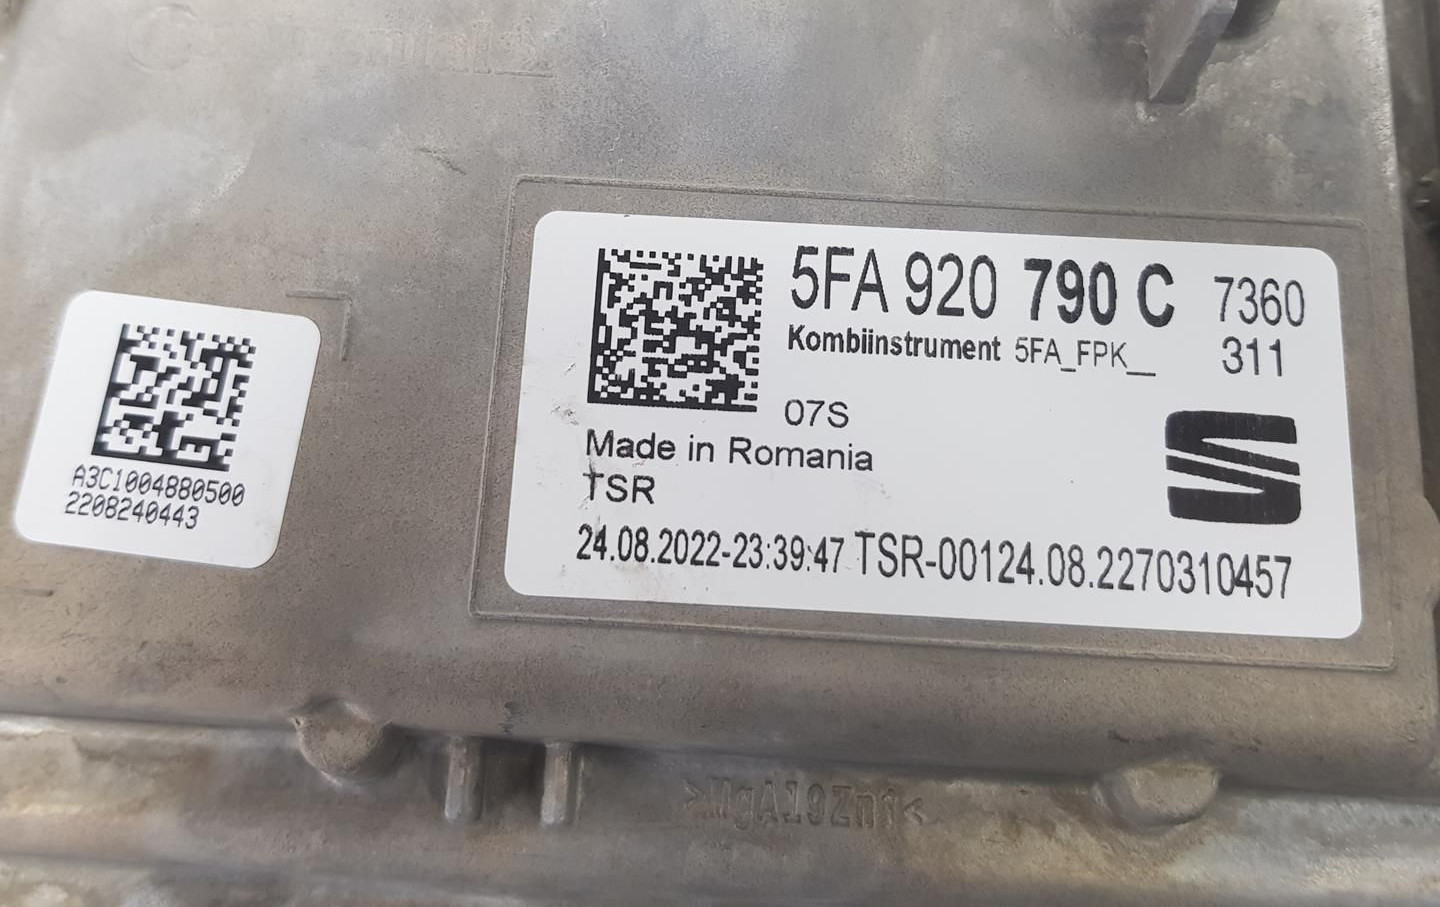 5FA 920 790 C 7360
Kombiinstrument 5FA_FPK__ 311
07S
Made in Romania
TSR
24.08.2022-23:39:47 TSR-00124.08.2270310457
A3C1004880500
2208240443
>MgAl9Zn1<